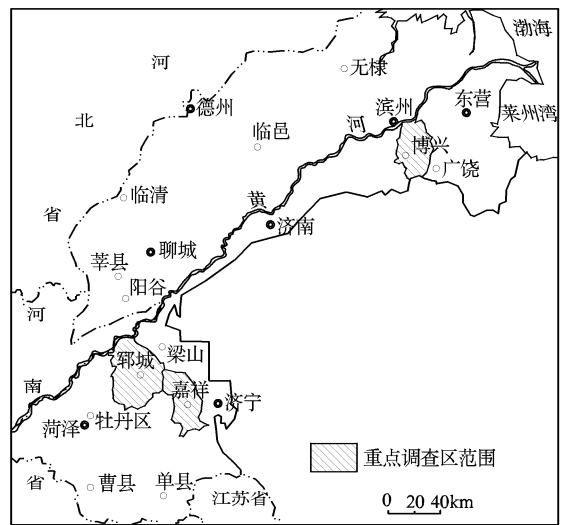 渤海
河
无棣
德州
滨州
东营
莱州湾
北
临邑
河
博兴
广饶
临清
黄
省
济南
聊城
莘县
阳谷
河
梁山
郓城
嘉祥
南
济宁
牡丹区
菏泽
重点调查区范围
省
曹县
单县
江苏省
0 20 40km